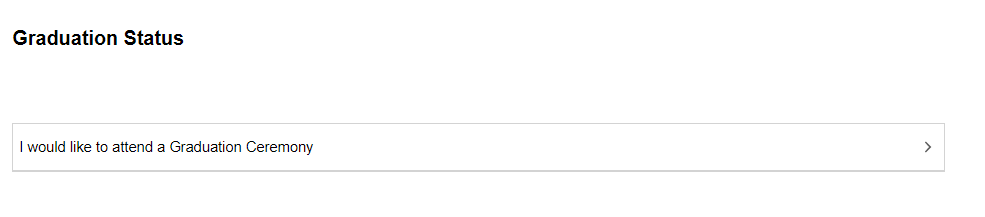 Graduation Status
I would like to attend a Graduation Ceremony